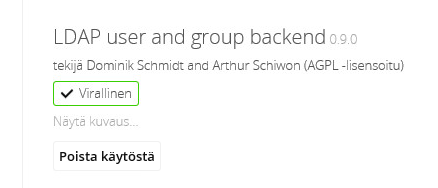 LDAP user and group backend 0.9.0
tekijä Dominik Schmidt and Arthur Schiwon (AGPL -lisensoitu)
Virallinen
Näytä kuvaus...
Poista käytöstä